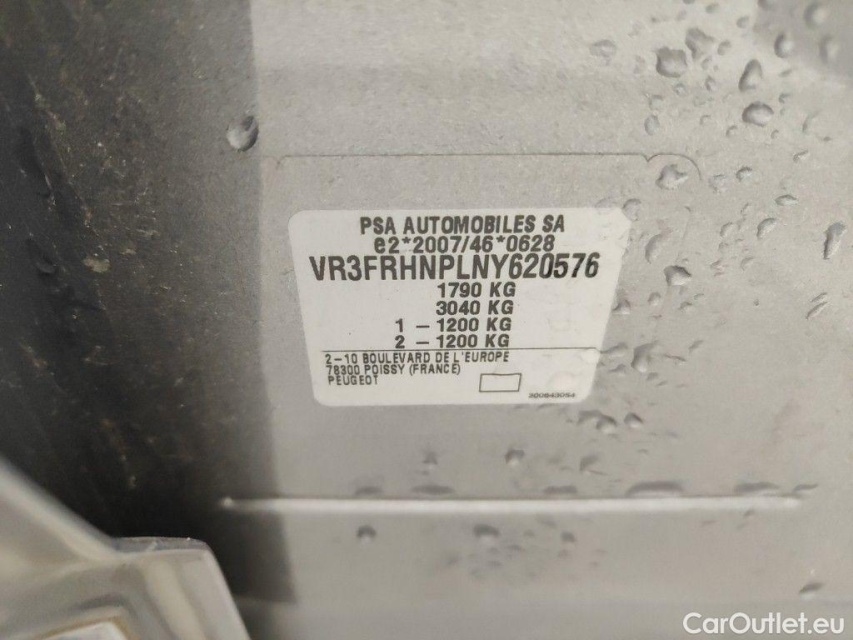 PSA AUTOMOBILES SA
e2*2007/46*0628
VR3FRHNPLNY620576
1790 KG
3040 KG
1 – 1200 KG
2 – 1200 KG
2-10 BOULEVARD DE L'EUROPE
78300 POISSY (FRANCE)
PEUGEOT
300843054
CarOutlet.eu